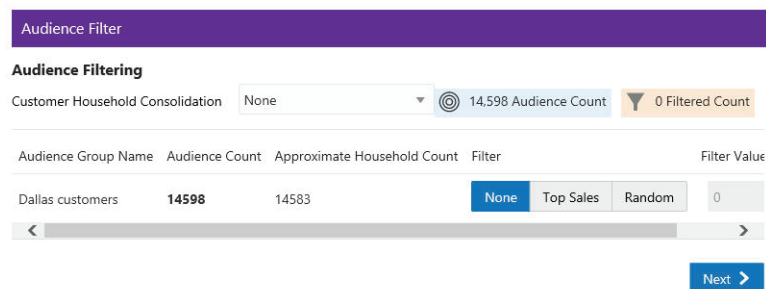 Audience Filter
Audience Filtering
Customer Household Consolidation None 14,598 Audience Count 0 Filtered Count
Audience Group Name Audience Count Approximate Household Count Filter Filter Value
Dallas customers 14598 14583 None Top Sales Random 0
Next